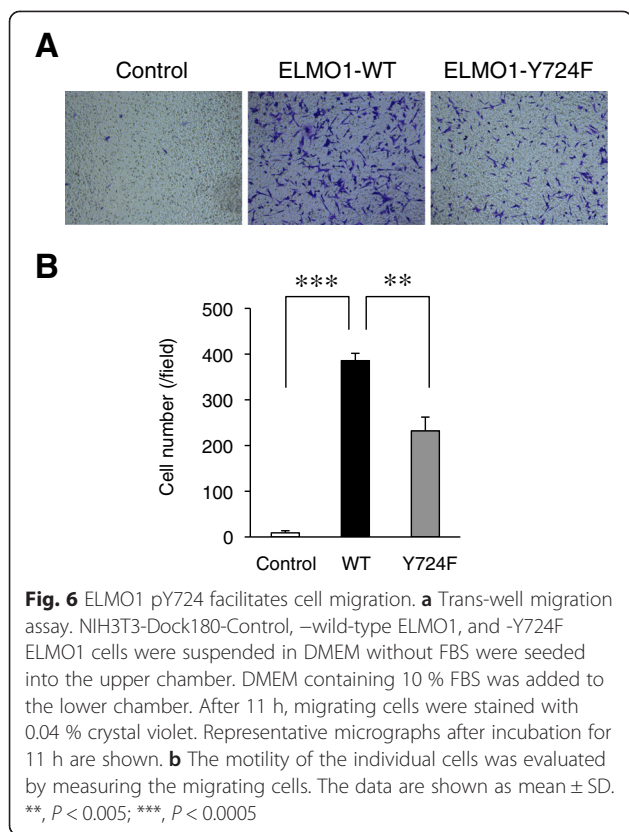 A
Control ELMO1-WT ELMO1-Y724F
B
*** **
500
400
300
200
100
0
Cell number (/field)
Control WT Y724F
Fig. 6 ELMO1 pY724 facilitates cell migration. a Trans-well migration
assay. NIH3T3-Dock180-Control, −wild-type ELMO1, and -Y724F
ELMO1 cells were suspended in DMEM without FBS were seeded
into the upper chamber. DMEM containing 10 % FBS was added to
the lower chamber. After 11 h, migrating cells were stained with
0.04 % crystal violet. Representative micrographs after incubation for
11 h are shown. b The motility of the individual cells was evaluated
by measuring the migrating cells. The data are shown as mean ± SD.
**, P < 0.005; ***, P < 0.0005